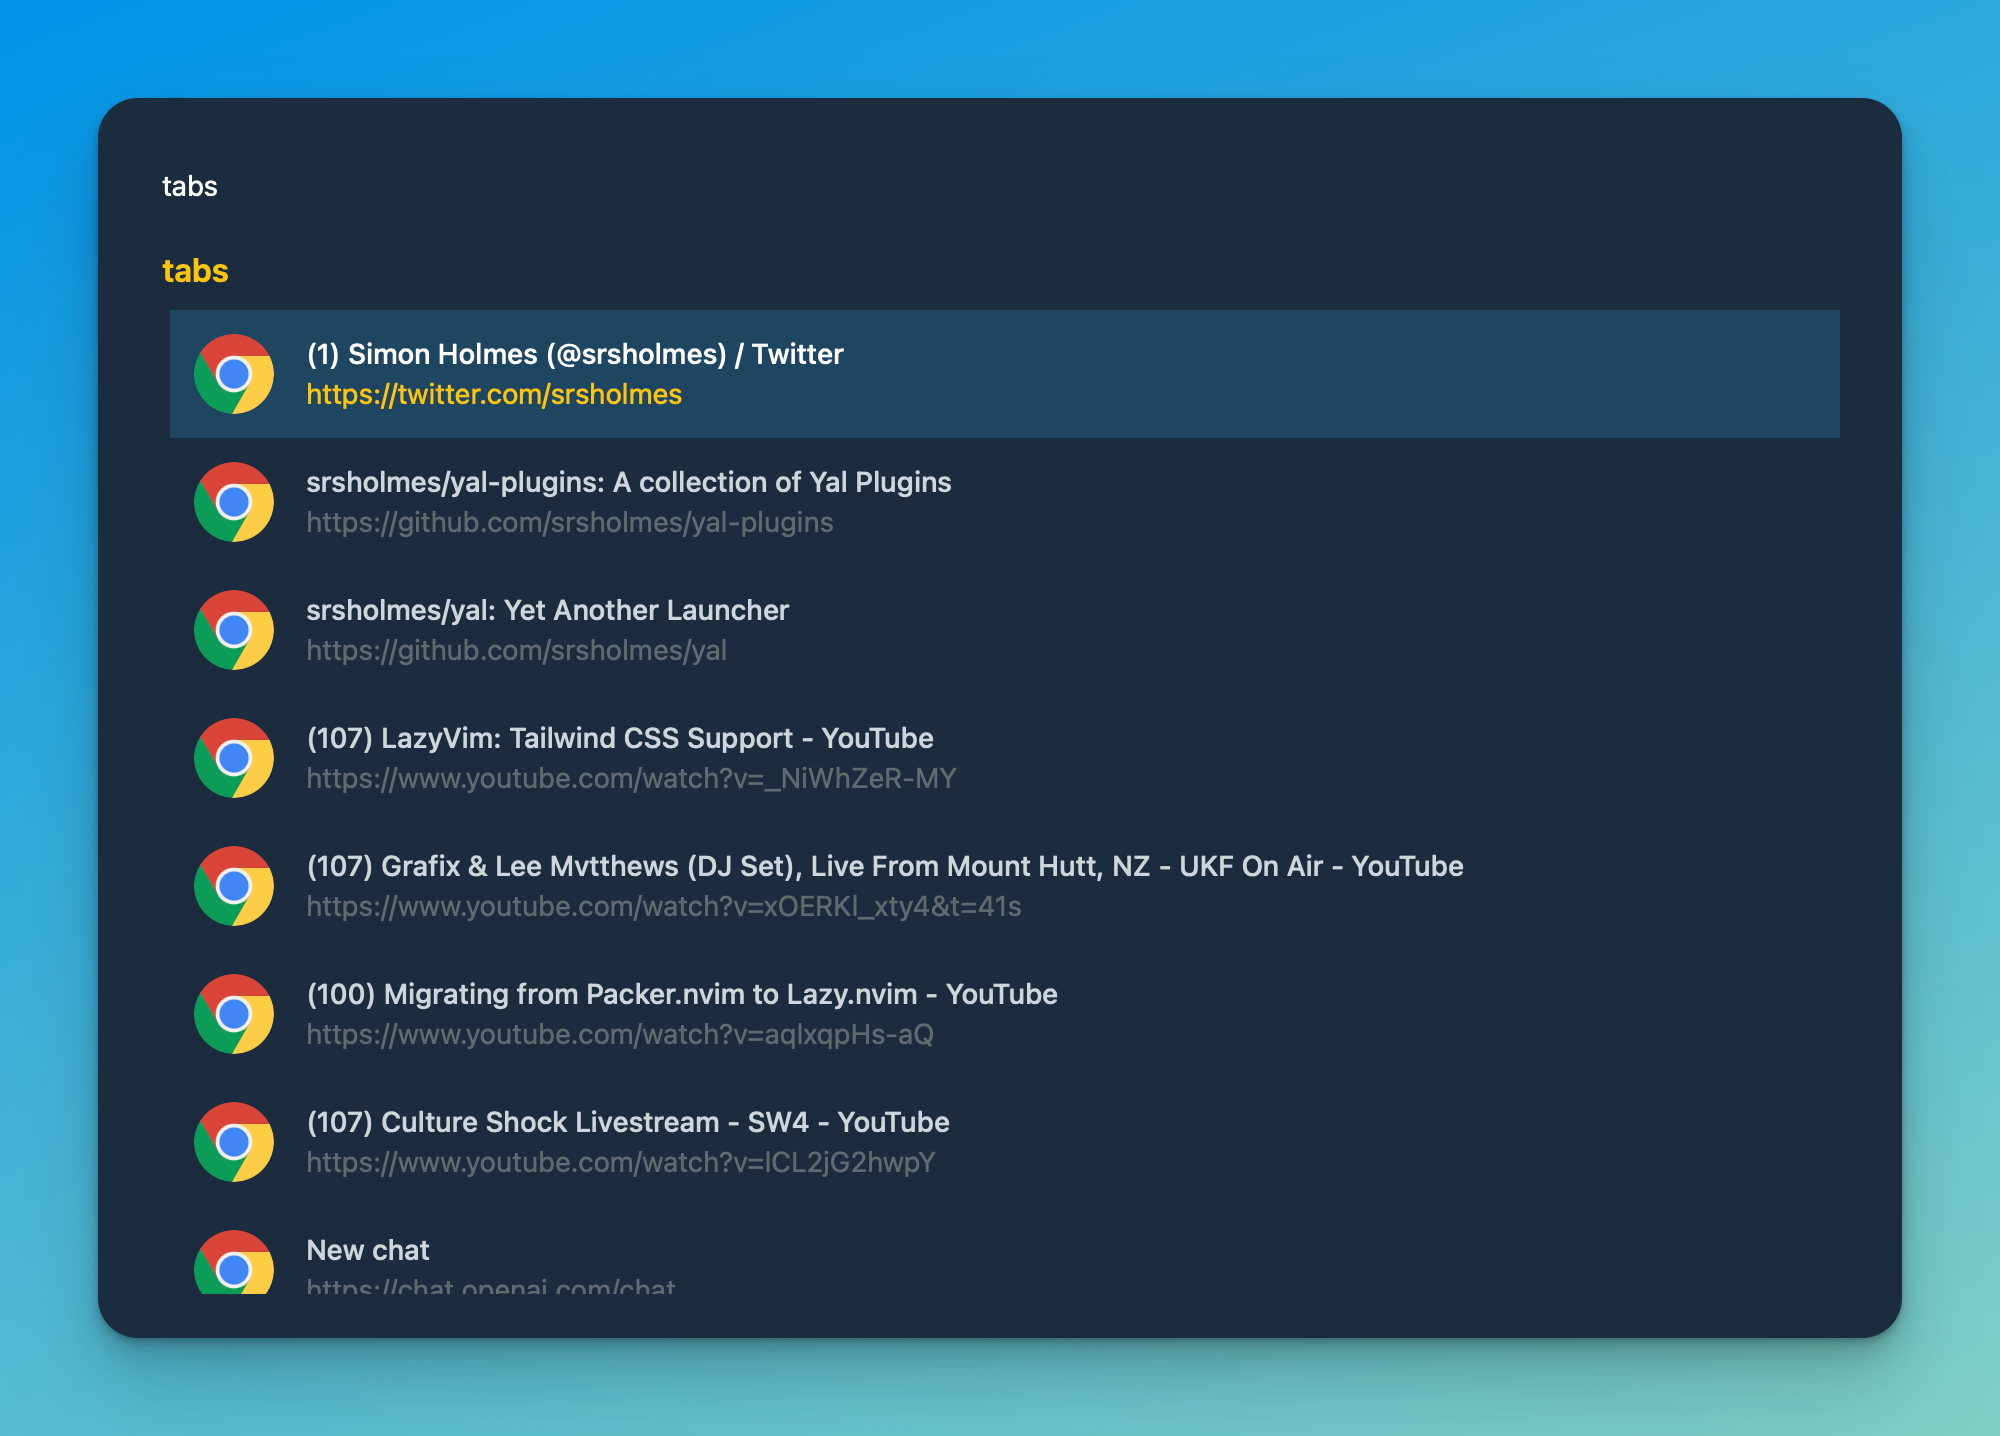 tabs
tabs
(1) Simon Holmes (@srsholmes) / Twitter
https://twitter.com/srsholmes
srsholmes/yal-plugins: A collection of Yal Plugins
https://github.com/srsholmes/yal-plugins
srsholmes/yal: Yet Another Launcher
https://github.com/srsholmes/yal
(107) LazyVim: Tailwind CSS Support - YouTube
https://www.youtube.com/watch?v=_NiWhZeR-MY
(107) Grafix & Lee Mvtthews (DJ Set), Live From Mount Hutt, NZ - UKF On Air - YouTube
https://www.youtube.com/watch?v=xOERKl_xty4&t=41s
(100) Migrating from Packer.nvim to Lazy.nvim - YouTube
https://www.youtube.com/watch?v=aqlxqpHs-aQ
(107) Culture Shock Livestream - SW4 - YouTube
https://www.youtube.com/watch?v=lCL2jG2hwpY
New chat
https://chat.openai.com/chat